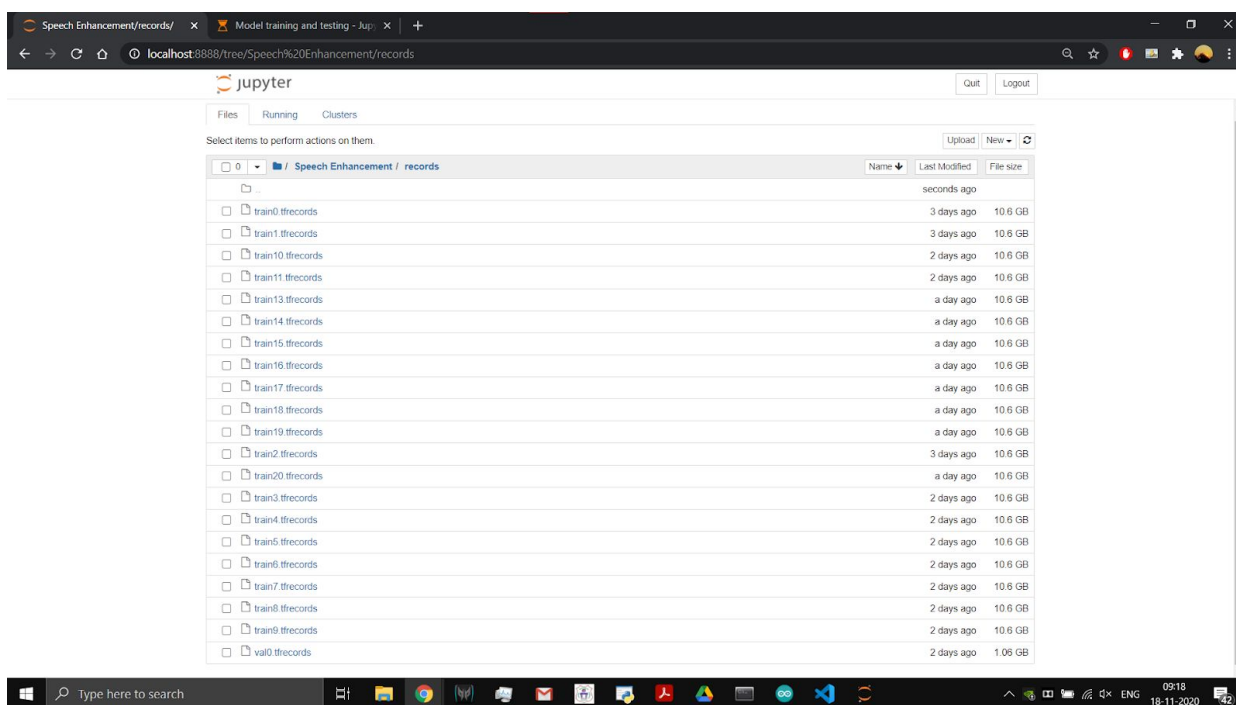 Speech Enhancement/records/
Model training and testing - Jup
localhost:8888/tree/Speech%20Enhancement/records
jupyter
Quit
Logout
Files
Running
Clusters
Select items to perform actions on them.
Upload
New
0
/ Speech Enhancement / records
Name
Last Modified
File size
..
seconds ago
train0.tfrecords 3 days ago 10.6 GB
train1.tfrecords 3 days ago 10.6 GB
train10.tfrecords 2 days ago 10.6 GB
train11.tfrecords 2 days ago 10.6 GB
train13.tfrecords a day ago 10.6 GB
train14.tfrecords a day ago 10.6 GB
train15.tfrecords a day ago 10.6 GB
train16.tfrecords a day ago 10.6 GB
train17.tfrecords a day ago 10.6 GB
train18.tfrecords a day ago 10.6 GB
train19.tfrecords a day ago 10.6 GB
train2.tfrecords 3 days ago 10.6 GB
train20.tfrecords a day ago 10.6 GB
train3.tfrecords 2 days ago 10.6 GB
train4.tfrecords 2 days ago 10.6 GB
train5.tfrecords 2 days ago 10.6 GB
train6.tfrecords 2 days ago 10.6 GB
train7.tfrecords 2 days ago 10.6 GB
train8.tfrecords 2 days ago 10.6 GB
train9.tfrecords 2 days ago 10.6 GB
val0.tfrecords 2 days ago 1.06 GB
Type here to search
ENG
09:18
18-11-2020
42